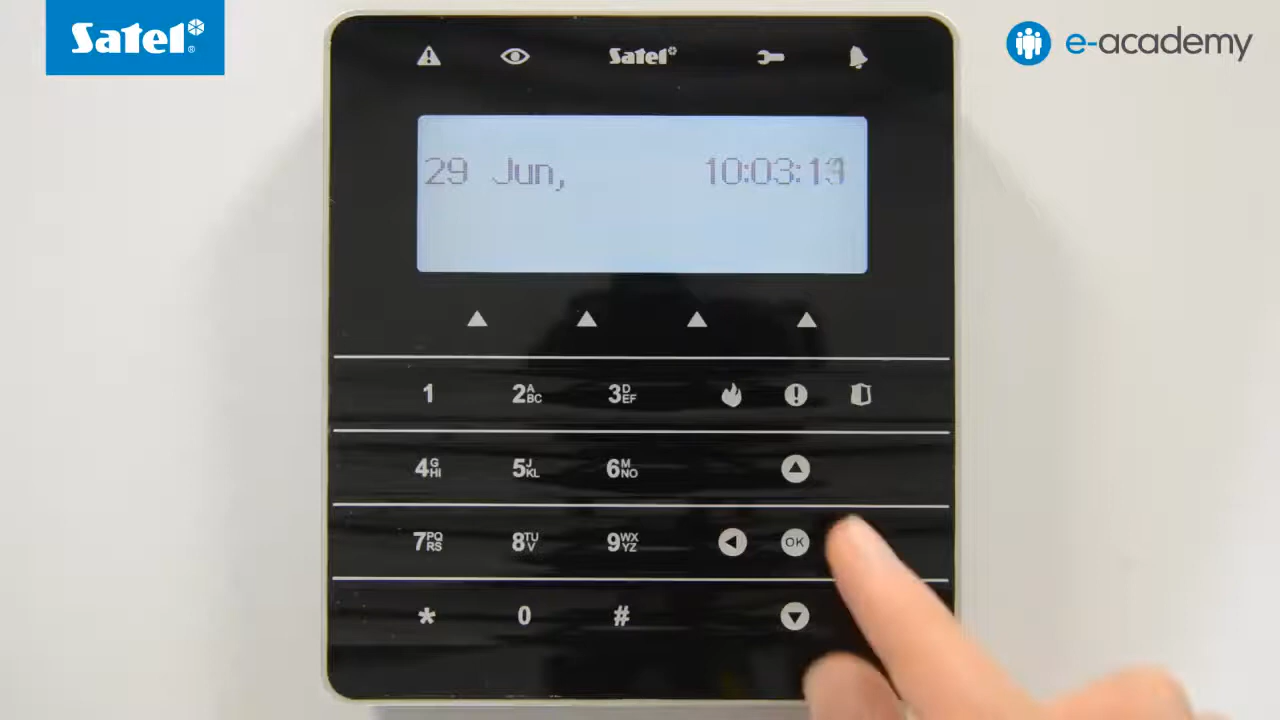 Satel®
e-academy
Satel
29 Jun, 10:03:13
1 2ABC 3DEF
4GHI 5JKL 6MNO
7PQRS 8TUV 9WXYZ OK
* 0 #